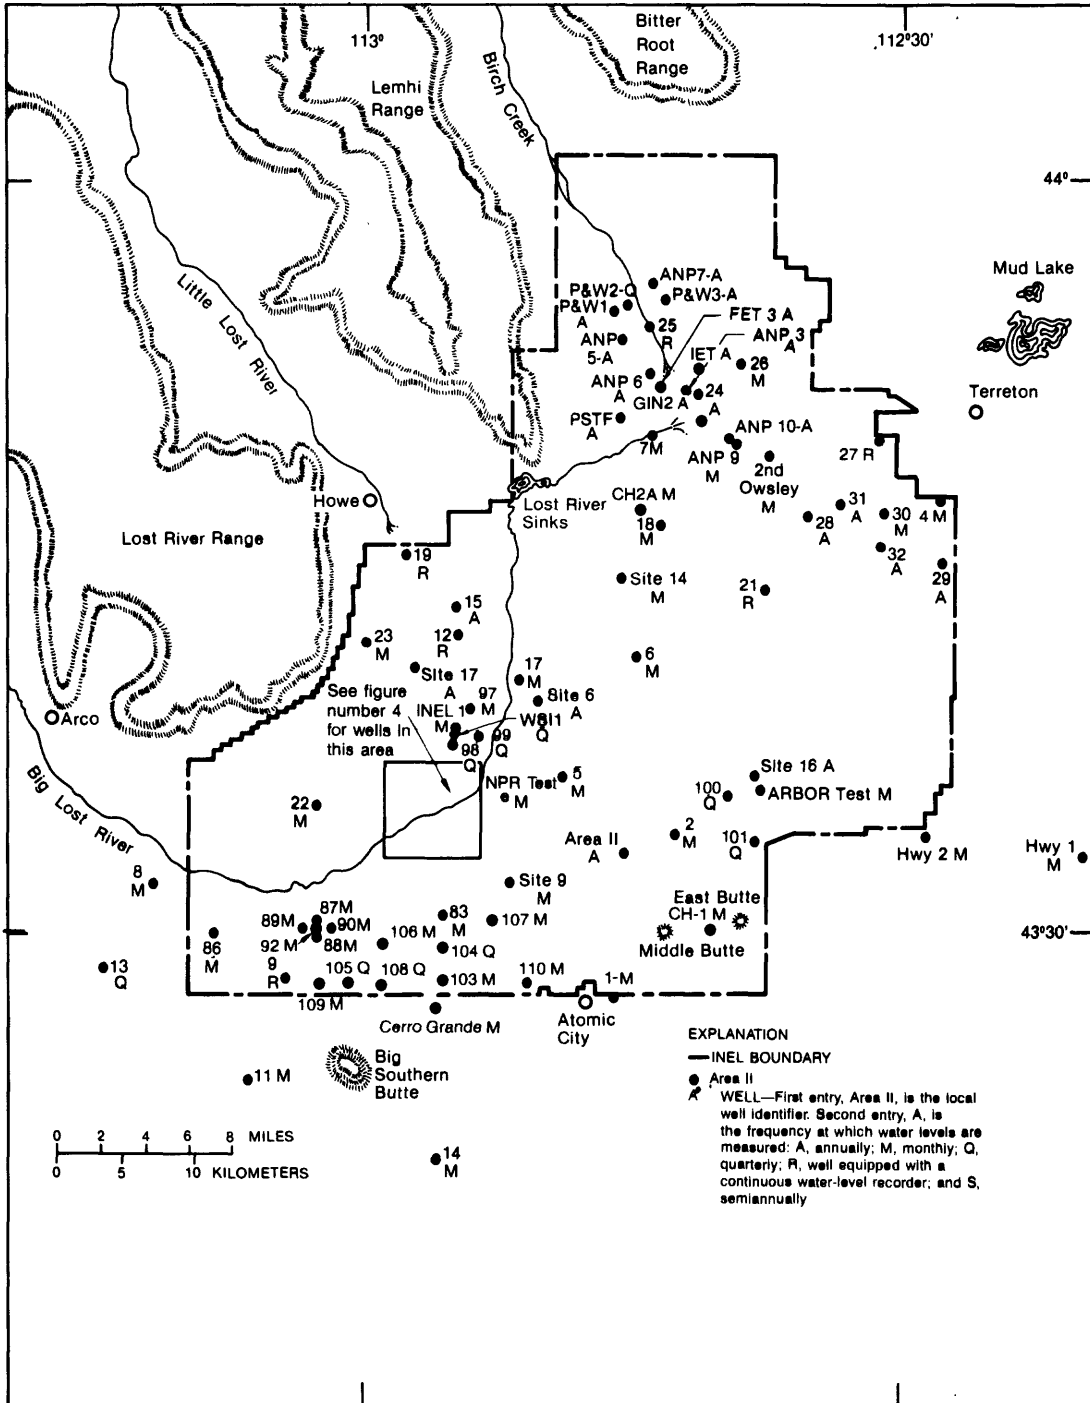 113º
112º30'
Bitter
Root
Range
Lemhi
Range
Birch Creek
44º
Mud Lake
Little Lost River
ANP7-A
P&W2-Q
P&W3-A
P&W1
A
FET 3 A
25
R
ANP
5-A
ANP 3
A
IET A
26
M
ANP 6
A
GIN2 A
24
A
Terreton
PSTF
A
7M
ANP 10-A
ANP 9
M
27 R
2nd
Owsley
M
Howe
Lost River
Sinks
CH2A M
18
M
31
A
28
A
30
M
4 M
32
A
29
A
Lost River Range
19
R
Site 14
M
21
R
15
A
12
R
23
M
6
M
Site 17
A
17
M
Site 6
A
97
M
See figure
number 4
for wells in
this area
INEL 1
M
WSI1
Q
99
Q
98
Q
Arco
Big Lost River
NPR Test
M
5
M
Site 16 A
ARBOR Test M
100
Q
22
M
2
M
101
Q
Area II
A
Hwy 2 M
Hwy 1
M
8
M
Site 9
M
East Butte
CH-1 M
Middle Butte
43º30'
87M
89M
90M
92 M
88M
83
M
107 M
106 M
104 Q
86
M
13
Q
9
R
105 Q
108 Q
103 M
110 M
109 M
1-M
Cerro Grande M
Atomic
City
Big
Southern
Butte
11 M
14
M
EXPLANATION
INEL BOUNDARY
Area II
A
WELL—First entry, Area II, is the local
well identifier. Second entry, A, is
the frequency at which water levels are
measured: A, annually; M, monthly; Q,
quarterly; R, well equipped with a
continuous water-level recorder; and S,
semiannually
0 2 4 6 8 MILES
0 5 10 KILOMETERS